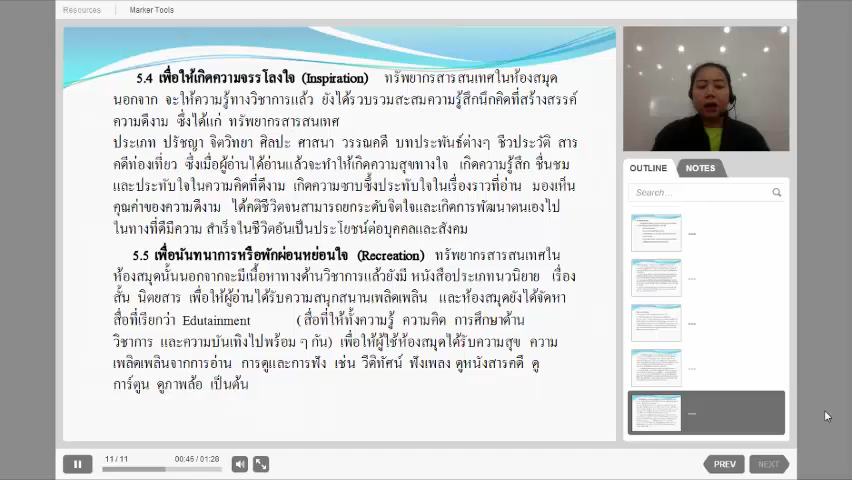 Resources
Marker Tools
5.4 เพื่อให้เกิดความจรรโลงใจ (Inspiration) ทรัพยากรสารสนเทศในห้องสมุด
นอกจาก จะให้ความรู้ทางวิชาการแล้ว ยังได้รวบรวมสะสมความรู้สึกนึกคิดที่สร้างสรรค์
ความดีงาม ซึ่งได้แก่ ทรัพยากรสารสนเทศ
ประเภท ปรัชญา จิตวิทยา ศิลปะ ศาสนา วรรณคดี บทประพันธ์ต่างๆ ชีวประวัติ สาร
คดีท่องเที่ยว ซึ่งเมื่อผู้อ่านได้อ่านแล้วจะทำให้เกิดความสุขทางใจ เกิดความรู้สึก ชื่นชม
และประทับใจในความคิดที่ดีงาม เกิดความซาบซึ้งประทับใจในเรื่องราวที่อ่าน มองเห็น
คุณค่าของความดีงาม ได้คติชีวิตจนสามารถยกระดับจิตใจและเกิดการพัฒนาตนเองไป
ในทางที่ดีมีความ สำเร็จในชีวิตอันเป็นประโยชน์ต่อบุคคลและสังคม
5.5 เพื่อนันทนาการหรือพักผ่อนหย่อนใจ (Recreation) ทรัพยากรสารสนเทศใน
ห้องสมุดนั้นนอกจากจะมีเนื้อหาทางด้านวิชาการแล้วยังมี หนังสือประเภทนวนิยาย เรื่อง
สั้น นิตยสาร เพื่อให้ผู้อ่านได้รับความสนุกสนานเพลิดเพลิน และห้องสมุดยังได้จัดหา
สื่อที่เรียกว่า Edutainment (สื่อที่ให้ทั้งความรู้ ความคิด การศึกษาด้าน
วิชาการ และความบันเทิงไปพร้อม ๆ กัน) เพื่อให้ผู้ใช้ห้องสมุดได้รับความสุข ความ
เพลิดเพลินจากการอ่าน การดูและการฟัง เช่น วีดิทัศน์ ฟังเพลง ดูหนังสารคดี ดู
การ์ตูน ดูภาพล้อ เป็นต้น
OUTLINE
NOTES
Search...
...
...
...
...
...
11 / 11
00:46 / 01:28
PREV
NEXT